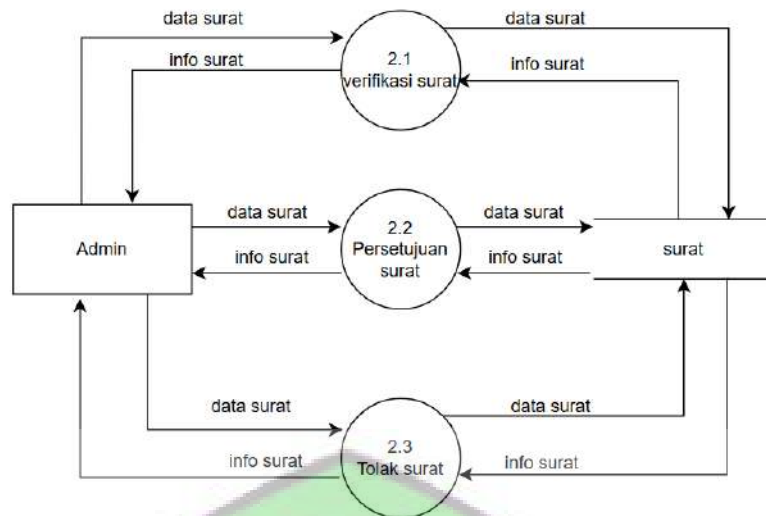 data surat
data surat
info surat
2.1
verifikasi surat
info surat
data surat
2.2
Persetujuan
surat
data surat
Admin
info surat
info surat
surat
data surat
data surat
2.3
Tolak surat
info surat
info surat